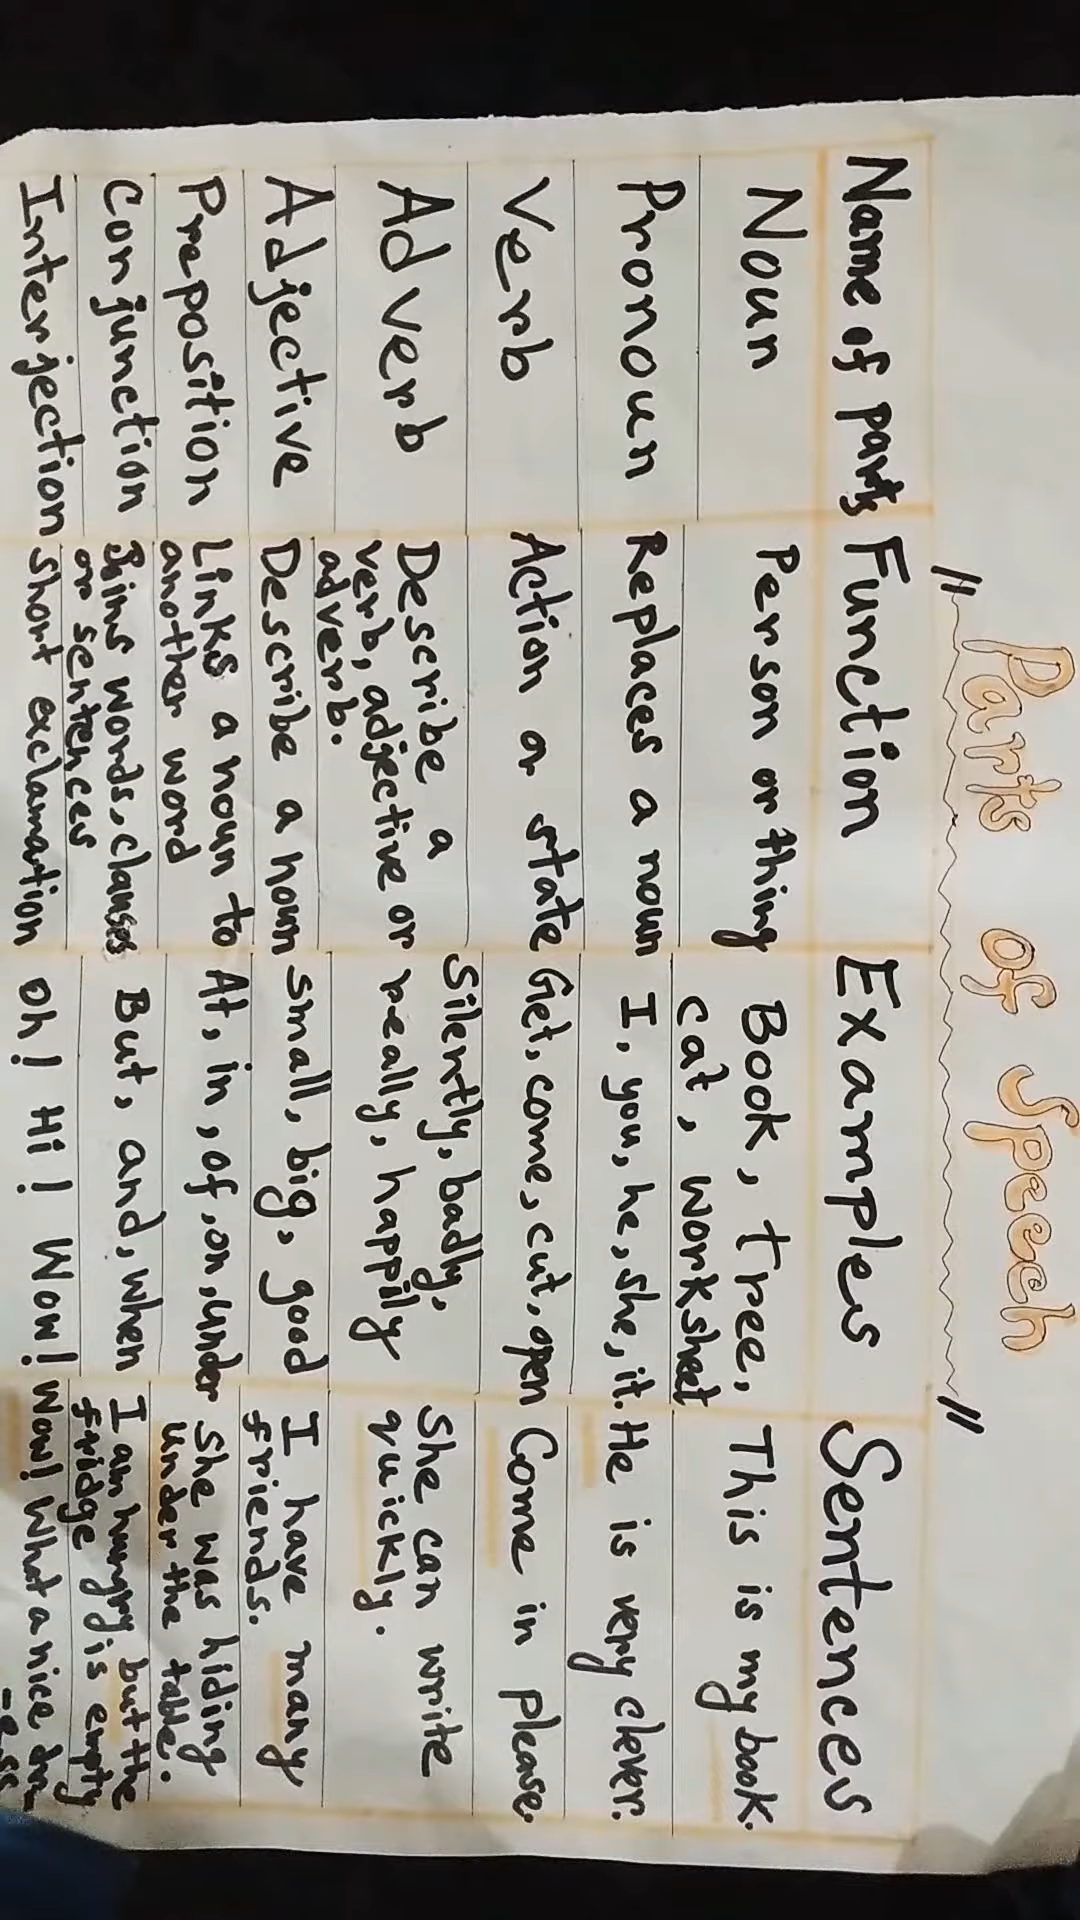 "Parts of Speech"
Name of parts Function Examples Sentences
Noun Person or thing Book, tree, cat, worksheet This is my book.
Pronoun Replaces a noun I, you, he, she, it. He is very clever.
Verb Action or state Get, come, cut, open Come in please.
Adverb Describe a verb, adjective or adverb. Silently, badly, really, happily She can write quickly.
Adjective Describe a noun small, big, good I have many friends.
Preposition Links a noun to another word At, in, of, on, under She was hiding under the table.
Conjunction Joins words, clauses or sentences But, and, when I am hungry, but the fridge is empty
Interjection short exclamation Oh! Hi! Wow! Wow! What a nice